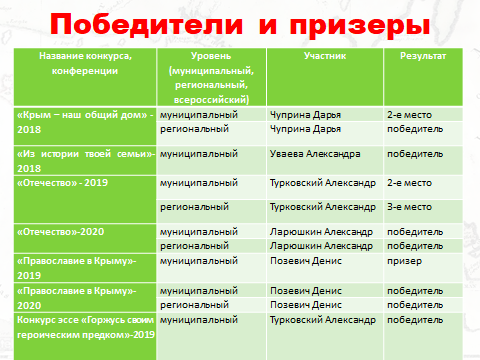 Победители и призеры
Название конкурса, конференции
Уровень (муниципальный, региональный, всероссийский)
Участник
Результат
«Крым – наш общий дом» - 2018
муниципальный
Чуприна Дарья
2-е место
региональный
Чуприна Дарья
победитель
«Из истории твоей семьи»- 2018
муниципальный
Уваева Александра
победитель
«Отечество» - 2019
муниципальный
Турковский Александр
2-е место
региональный
Турковский Александр
3-е место
«Отечество»-2020
муниципальный
Ларюшкин Александр
победитель
региональный
Ларюшкин Александр
победитель
«Православие в Крыму»- 2019
муниципальный
Позевич Денис
призер
«Православие в Крыму»- 2020
муниципальный
Позевич Денис
победитель
региональный
Позевич Денис
победитель
Конкурс эссе «Горжусь своим героическим предком»-2019
муниципальный
Турковский Александр
победитель